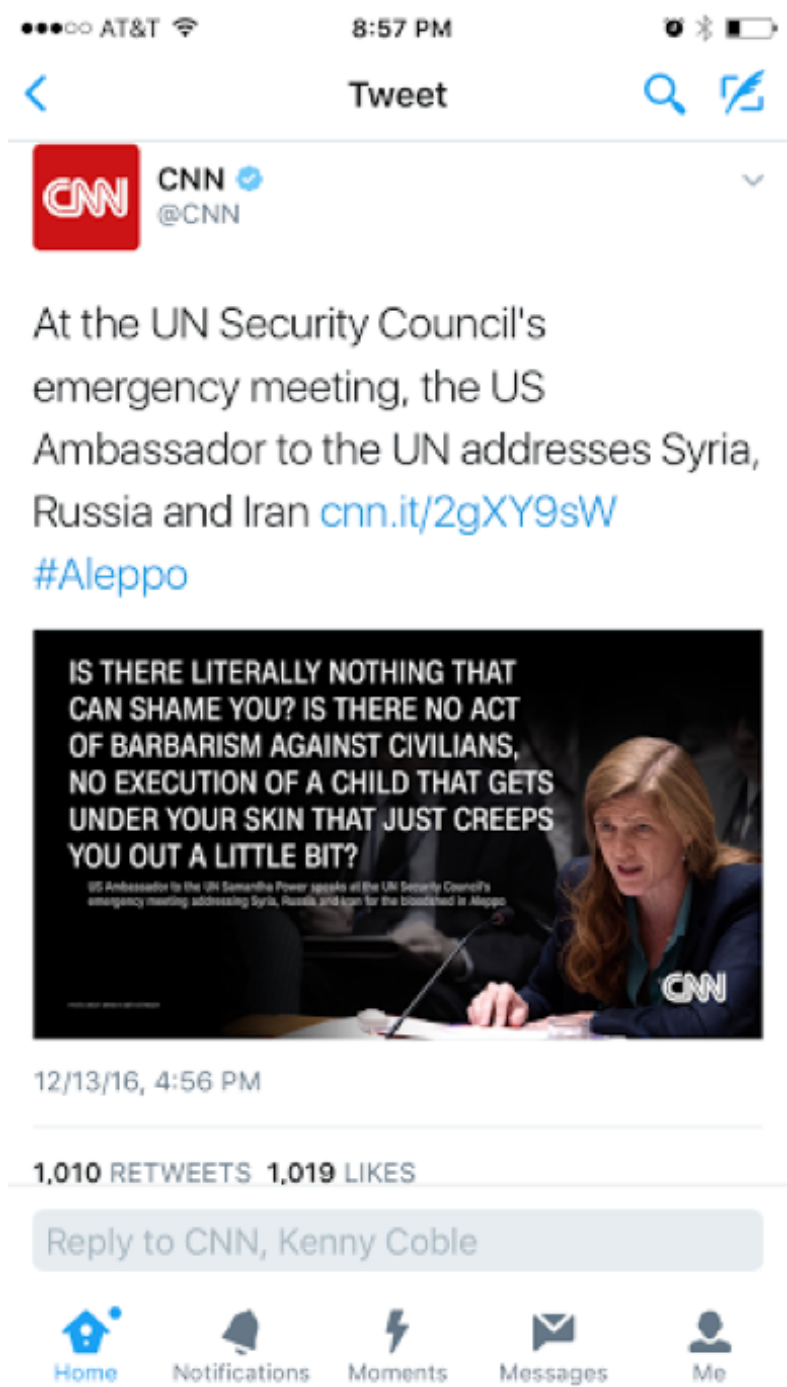 AT&T 8:57 PM
Tweet
CNN
CNN
@CNN
At the UN Security Council's
emergency meeting, the US
Ambassador to the UN addresses Syria,
Russia and Iran cnn.it/2gXY9sW
#Aleppo
IS THERE LITERALLY NOTHING THAT
CAN SHAME YOU? IS THERE NO ACT
OF BARBARISM AGAINST CIVILIANS,
NO EXECUTION OF A CHILD THAT GETS
UNDER YOUR SKIN THAT JUST CREEPS
YOU OUT A LITTLE BIT?
US Ambassador to the UN Samantha Power speaks at the UN Security Council's
emergency meeting addressing Syria, Russia and Iran for the bloodshed in Aleppo
CNN
12/13/16, 4:56 PM
1,010 RETWEETS 1,019 LIKES
Reply to CNN, Kenny Coble
Home Notifications Moments Messages Me